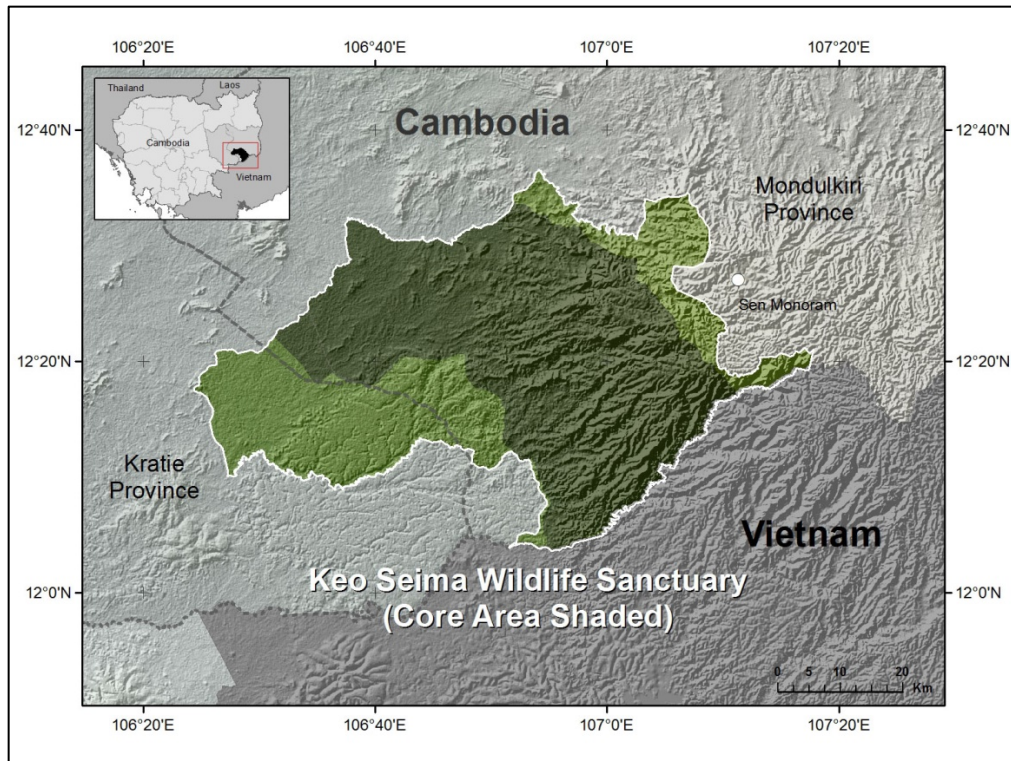 106°20'E 106°40'E 107°0'E 107°20'E
Thailand
Laos
Cambodia
Vietnam
Cambodia
12°40'N
12°40'N
Mondulkiri
Province
Sen Monoram
12°20'N
12°20'N
Kratie
Province
Vietnam
Keo Seima Wildlife Sanctuary
(Core Area Shaded)
12°0'N
12°0'N
0 5 10 20
Km
106°20'E 106°40'E 107°0'E 107°20'E